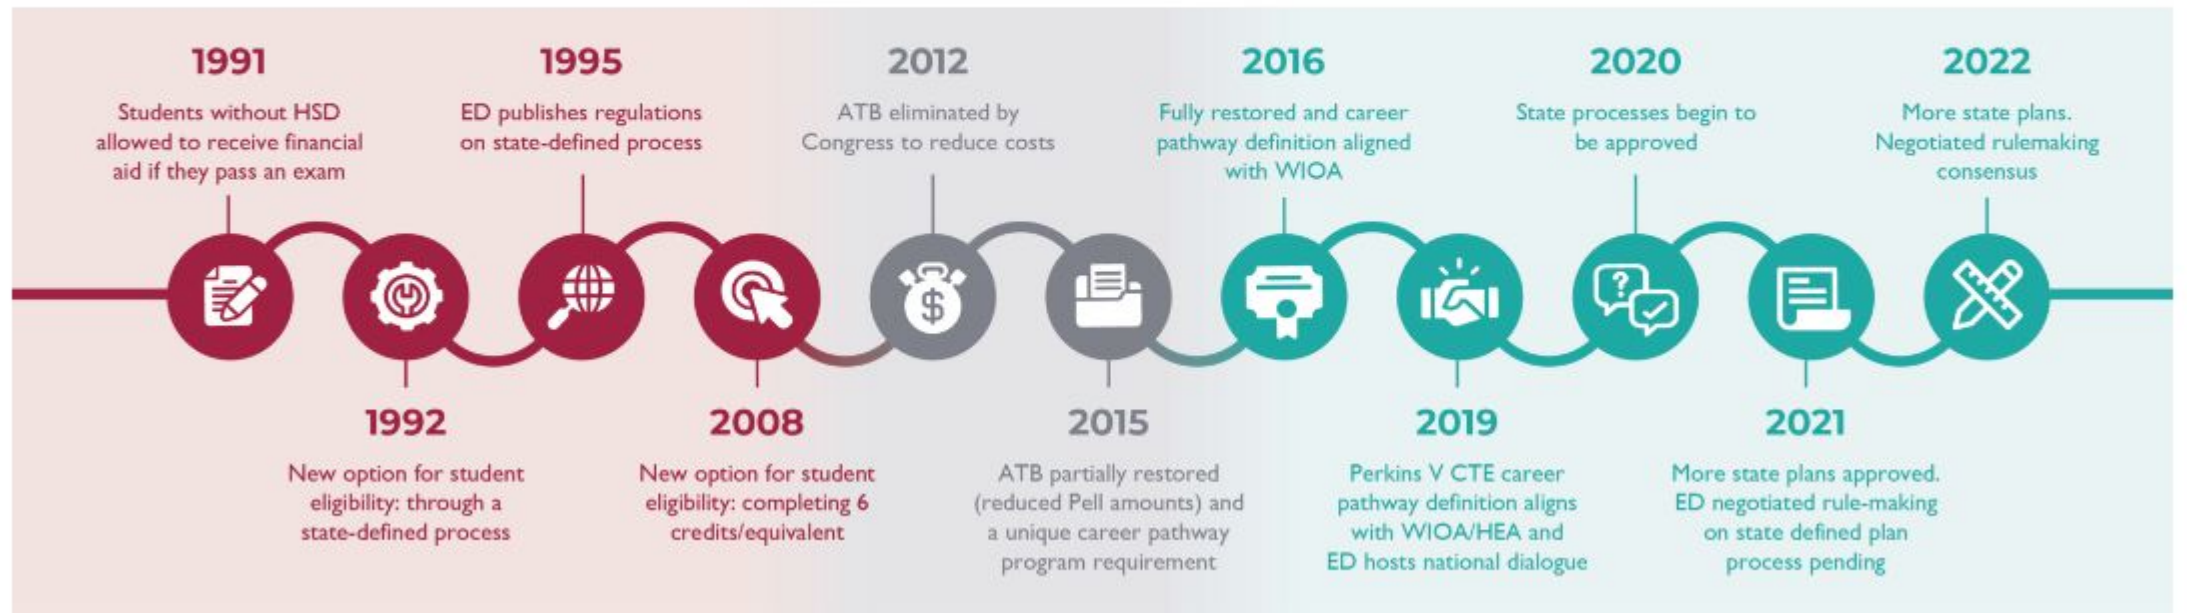 1991
Students without HSD
allowed to receive financial
aid if they pass an exam
1992
New option for student
eligibility: through a
state-defined process
1995
ED publishes regulations
on state-defined process
2008
New option for student
eligibility: completing 6
credits/equivalent
2012
ATB eliminated by
Congress to reduce costs
$
2015
ATB partially restored
(reduced Pell amounts) and
a unique career pathway
program requirement
2016
Fully restored and career
pathway definition aligned
with WIOA
2019
Perkins V CTE career
pathway definition aligns
with WIOA/HEA and
ED hosts national dialogue
2020
State processes begin to
be approved
?
2021
More state plans approved.
ED negotiated rule-making
on state defined plan
process pending
2022
More state plans.
Negotiated rulemaking
consensus